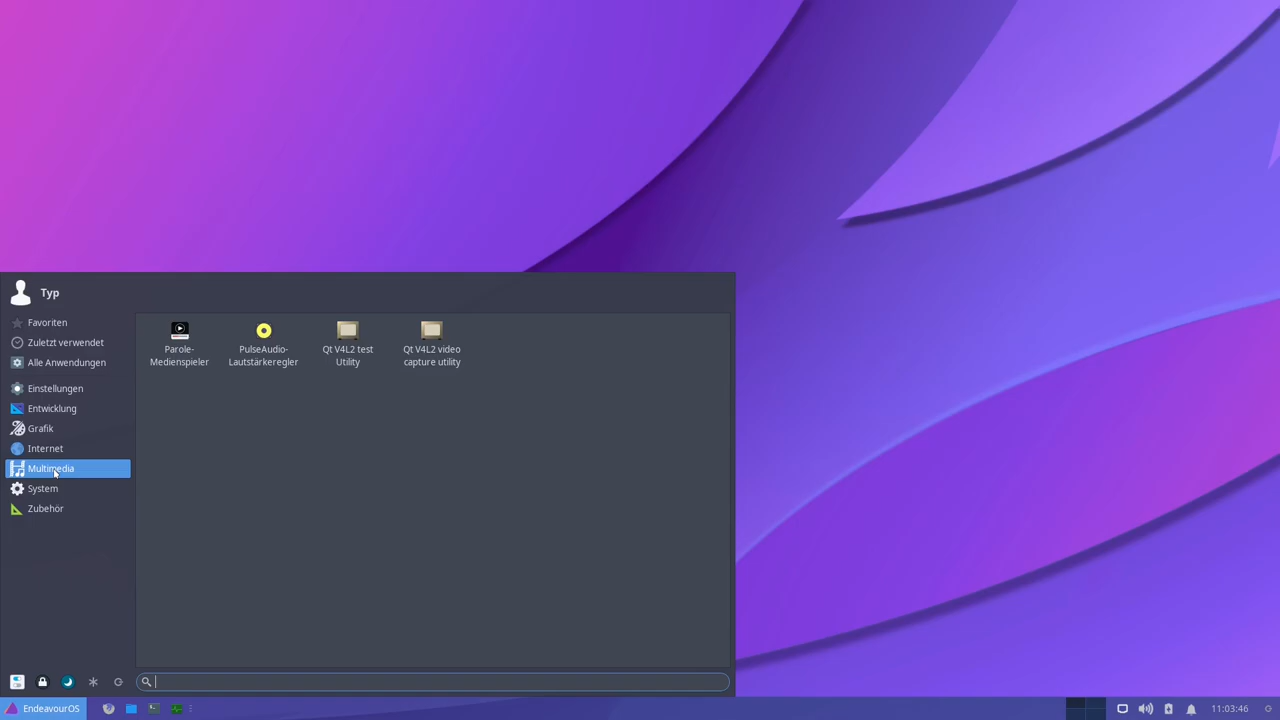 Typ
Favoriten
Zuletzt verwendet
Alle Anwendungen
Einstellungen
Entwicklung
Grafik
Internet
Multimedia
System
Zubehör
Parole-
Medienspieler
PulseAudio-
Lautstärkeregler
Qt V4L2 test
Utility
Qt V4L2 video
capture utility
EndeavourOS
11:03:46